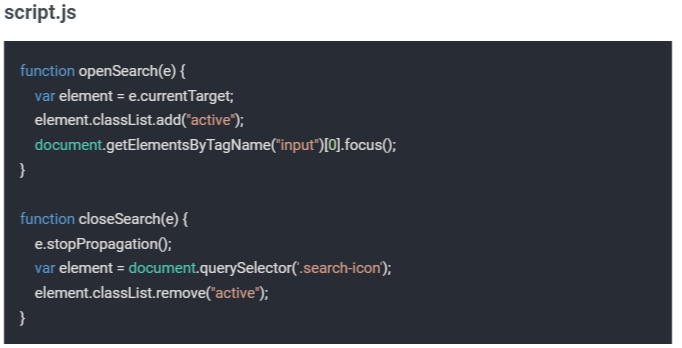 script.js
function openSearch(e) {
var element = e.currentTarget;
element.classList.add("active");
document.getElementsByTagName("input")[0].focus();
}
function closeSearch(e) {
e.stopPropagation();
var element = document.querySelector('.search-icon');
element.classList.remove("active");
}